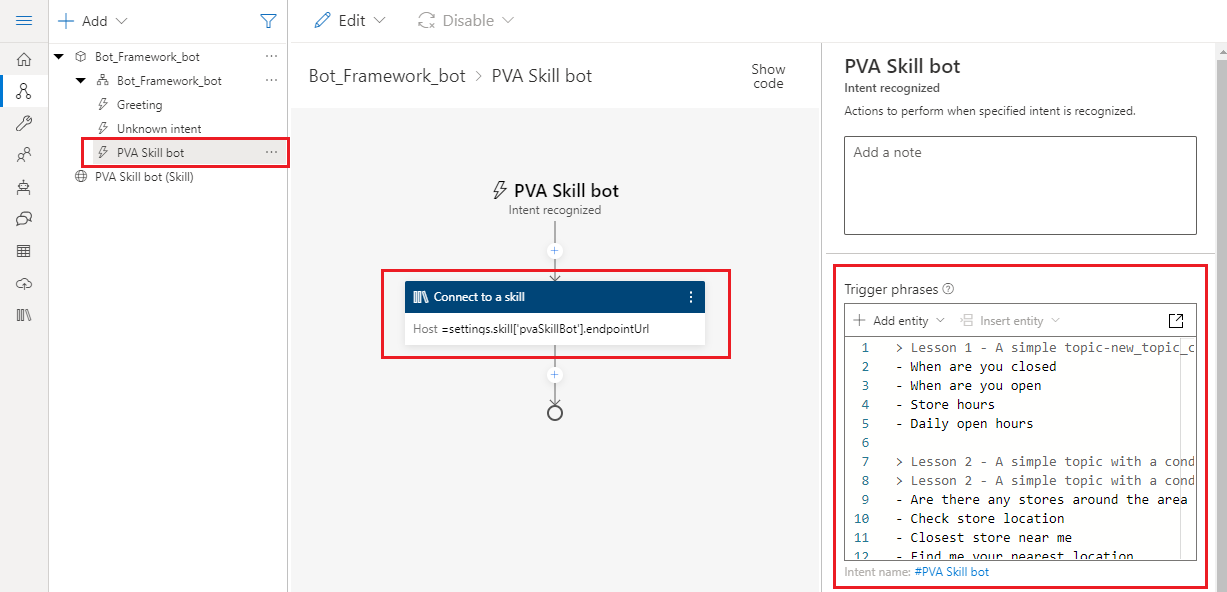 Add
Edit
Disable
Bot_Framework_bot
Bot_Framework_bot
Greeting
Unknown intent
PVA Skill bot
PVA Skill bot (Skill)
Bot_Framework_bot > PVA Skill bot
Show
code
PVA Skill bot
Intent recognized
Connect to a skill
Host =settings.skill['pvaSkillBot'].endpointUrl
PVA Skill bot
Intent recognized
Actions to perform when specified intent is recognized.
Add a note
Trigger phrases
Add entity
Insert entity
1 > Lesson 1 - A simple topic-new_topic_c
2 - When are you closed
3 - When are you open
4 - Store hours
5 - Daily open hours
6
7 > Lesson 2 - A simple topic with a cond
8 > Lesson 2 - A simple topic with a cond
9 - Are there any stores around the area
10 - Check store location
11 - Closest store near me
12 - Find me your nearest location
Intent name: #PVA Skill bot